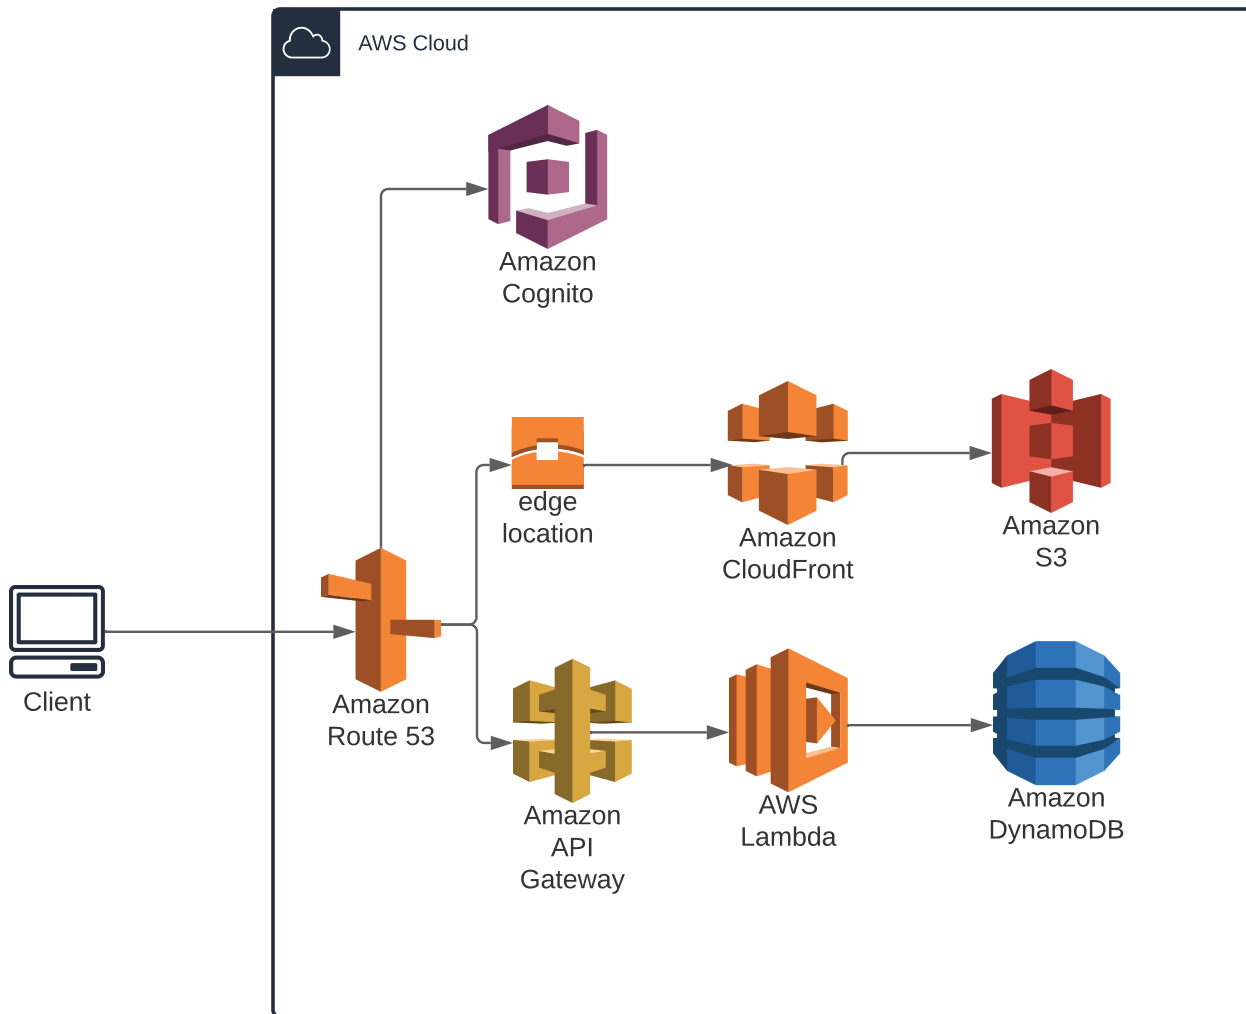 AWS Cloud
Amazon
Cognito
edge
location
Amazon
CloudFront
Amazon
S3
Client
Amazon
Route 53
Amazon
API
Gateway
AWS
Lambda
Amazon
DynamoDB